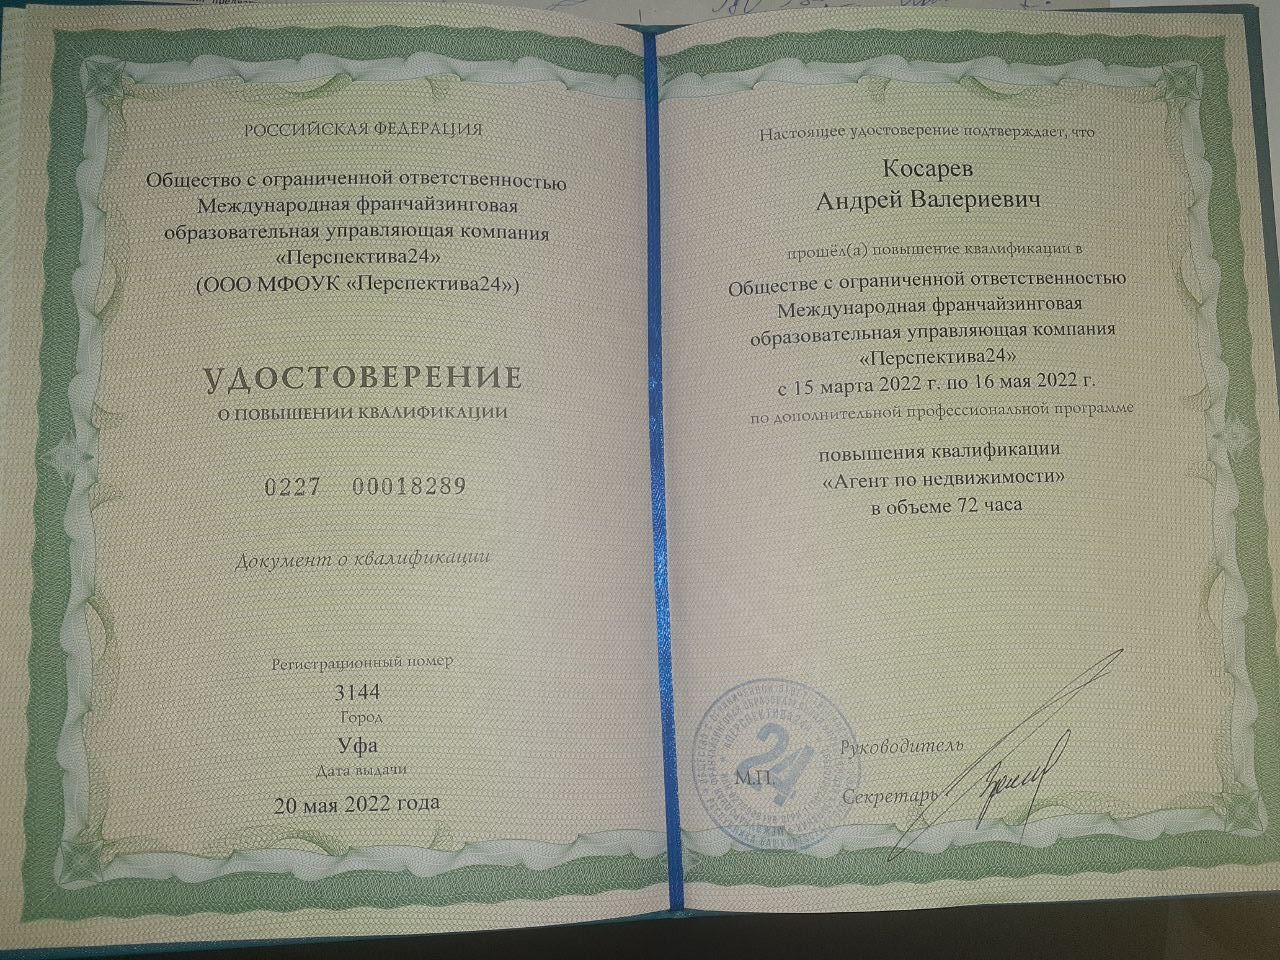 РОССИЙСКАЯ ФЕДЕРАЦИЯ
Общество с ограниченной ответственностью
Международная франчайзинговая
образовательная управляющая компания
«Перспектива24»
(ООО МФОУК «Перспектива24»)
УДОСТОВЕРЕНИЕ
О ПОВЫШЕНИИ КВАЛИФИКАЦИИ
0227 00018289
Документ о квалификации
Регистрационный номер
3144
Город
Уфа
Дата выдачи
20 мая 2022 года
Настоящее удостоверение подтверждает, что
Косарев
Андрей Валериевич
прошёл(а) повышение квалификации в
Обществе с ограниченной ответственностью
Международная франчайзинговая
образовательная управляющая компания
«Перспектива24»
с 15 марта 2022 г. по 16 мая 2022 г.
по дополнительной профессиональной программе
повышения квалификации
«Агент по недвижимости»
в объеме 72 часа
24
М.П.
Руководитель
Секретарь